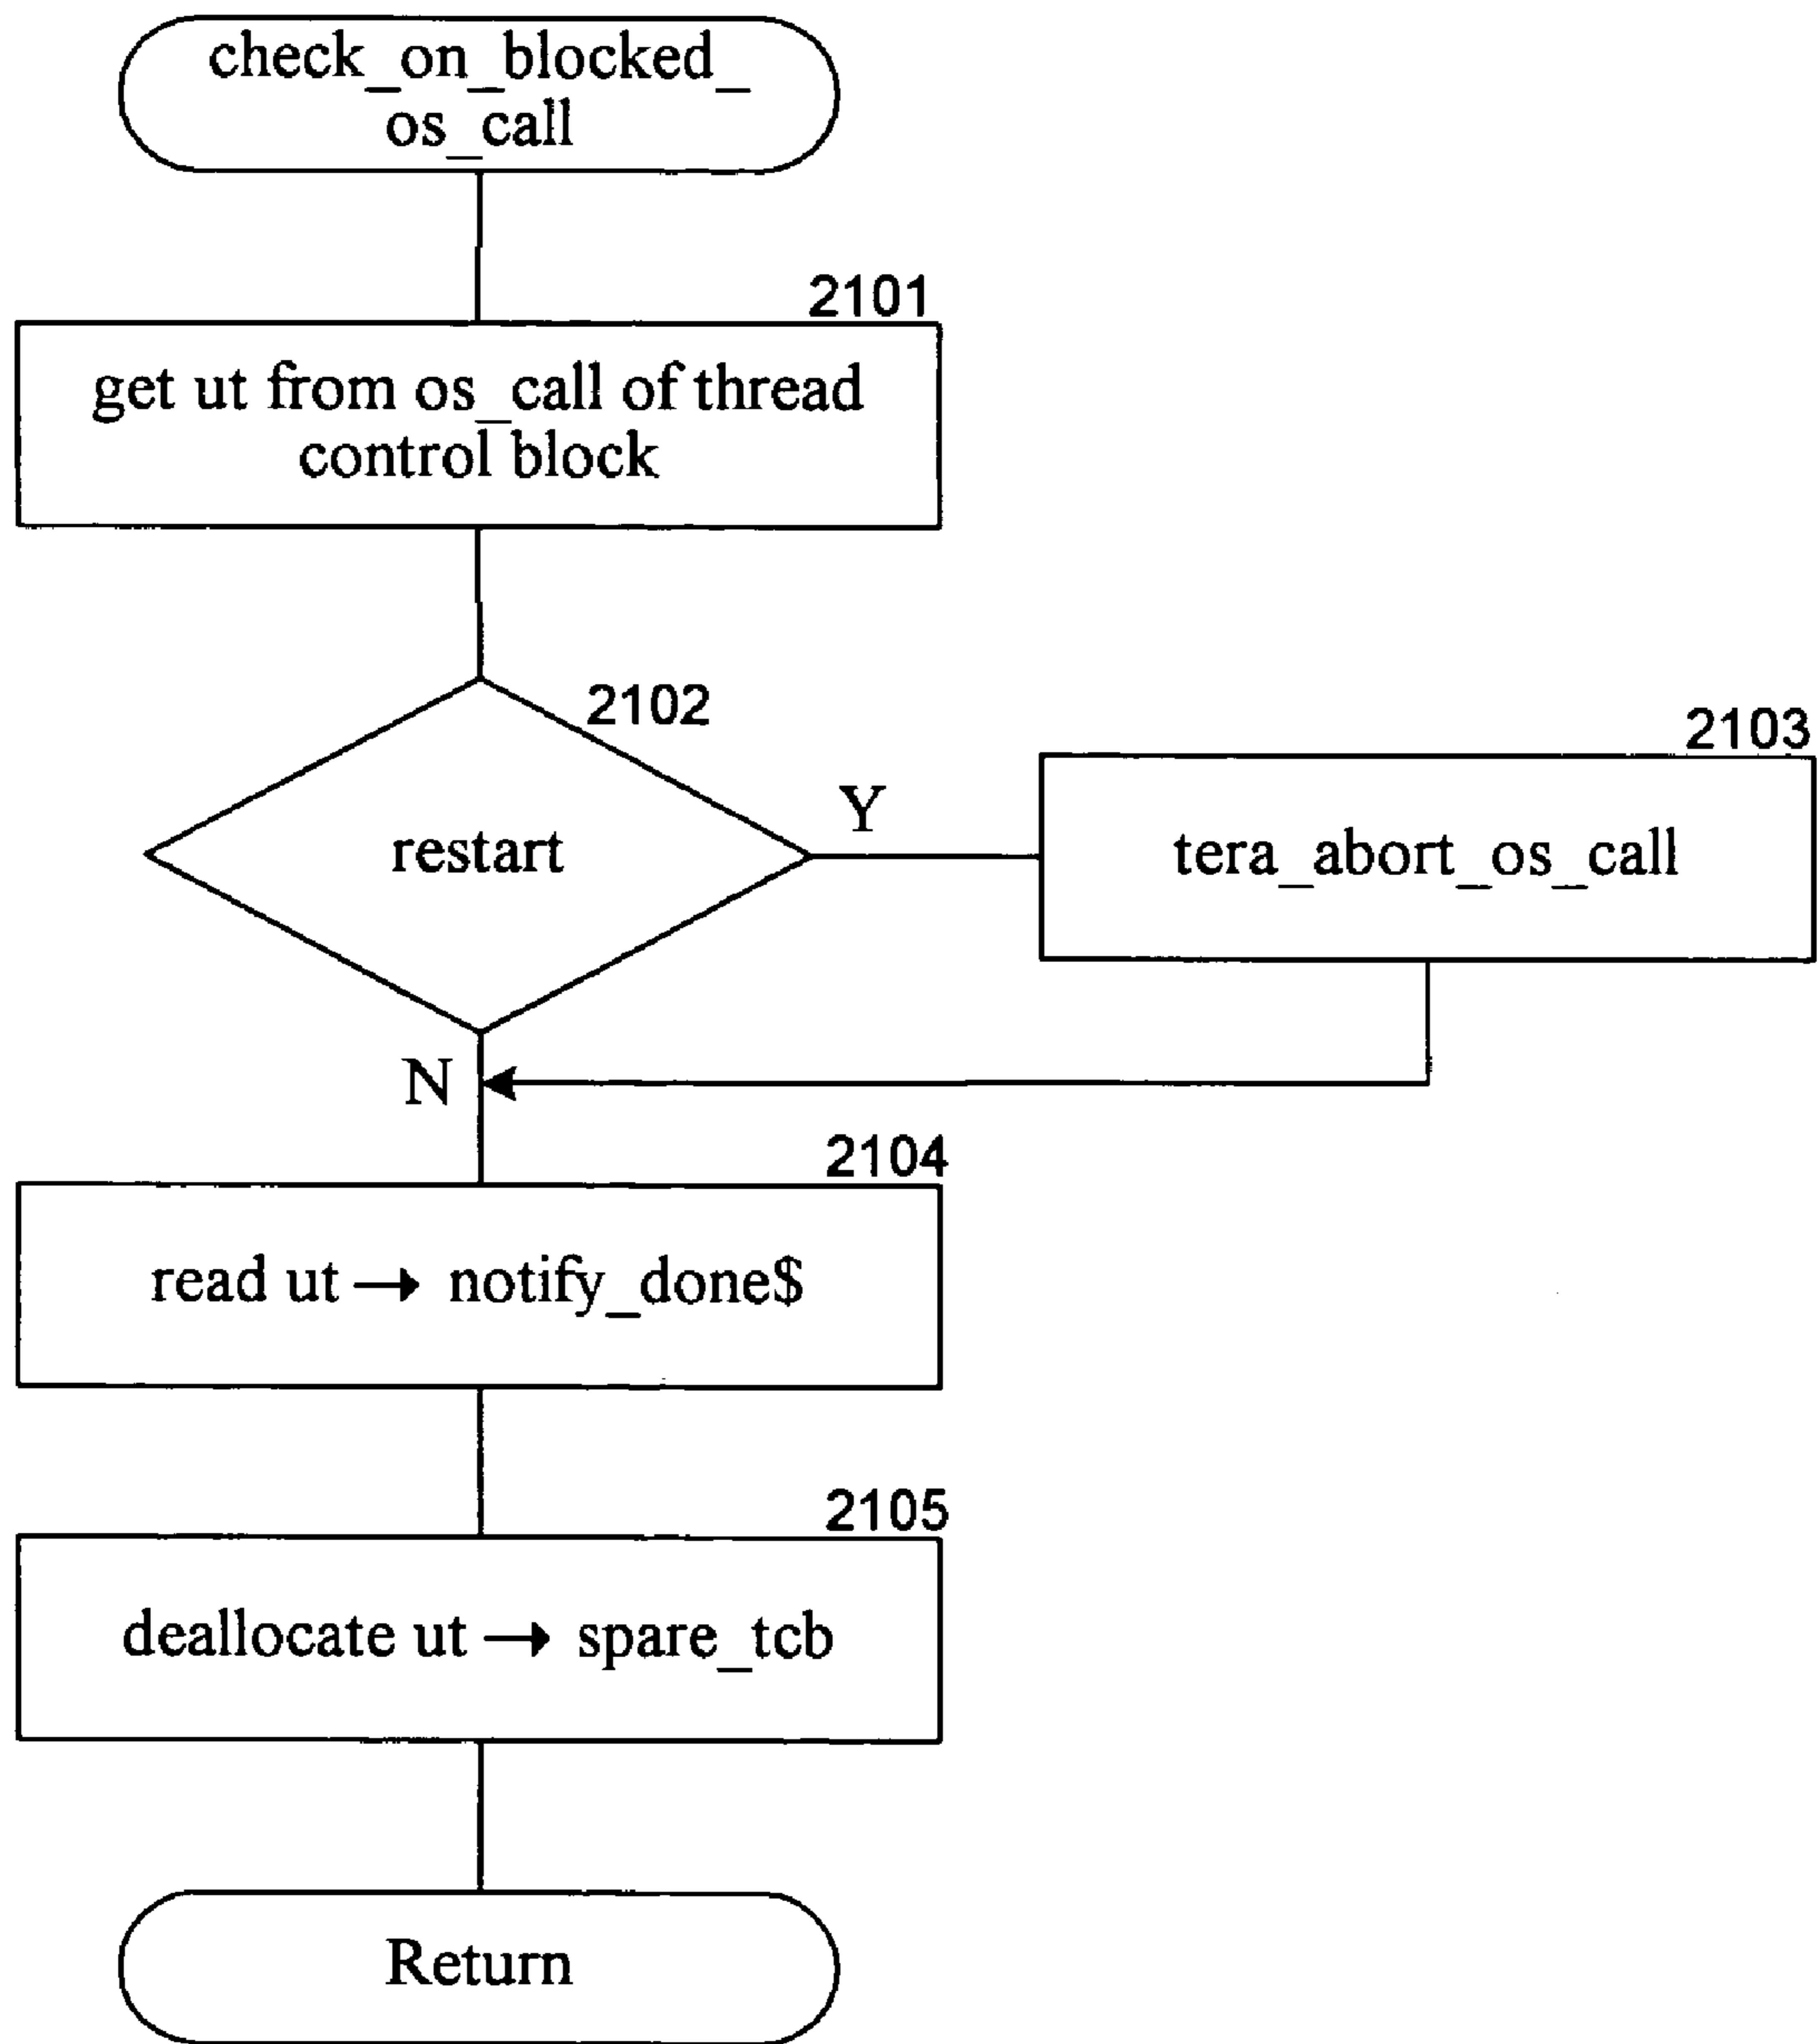 check_on_blocked_
os_call
2101
get ut from os_call of thread
control block
2102
restart
Y
2103
tera_abort_os_call
N
2104
read ut → notify_done$
2105
deallocate ut → spare_tcb
Return